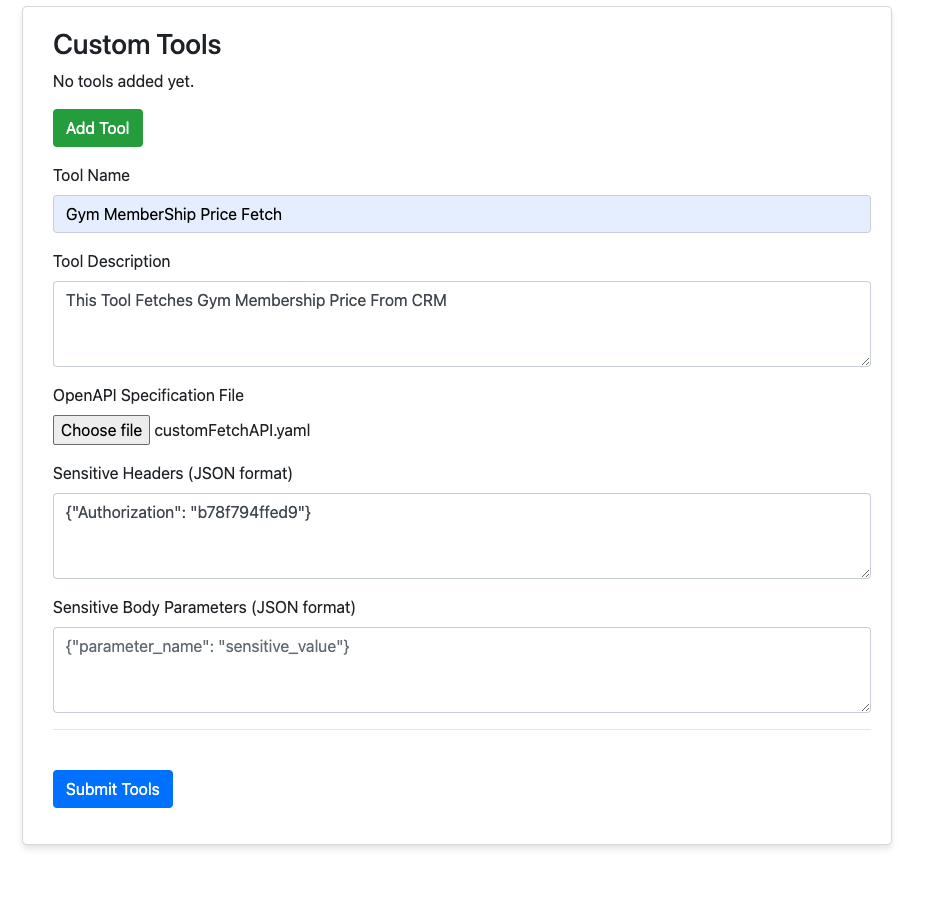 Custom Tools
No tools added yet.
Add Tool
Tool Name
Gym MemberShip Price Fetch
Tool Description
This Tool Fetches Gym Membership Price From CRM
OpenAPI Specification File
Choose file customFetchAPI.yaml
Sensitive Headers (JSON format)
{"Authorization": "b78f794ffed9"}
Sensitive Body Parameters (JSON format)
{"parameter_name": "sensitive_value"}
Submit Tools